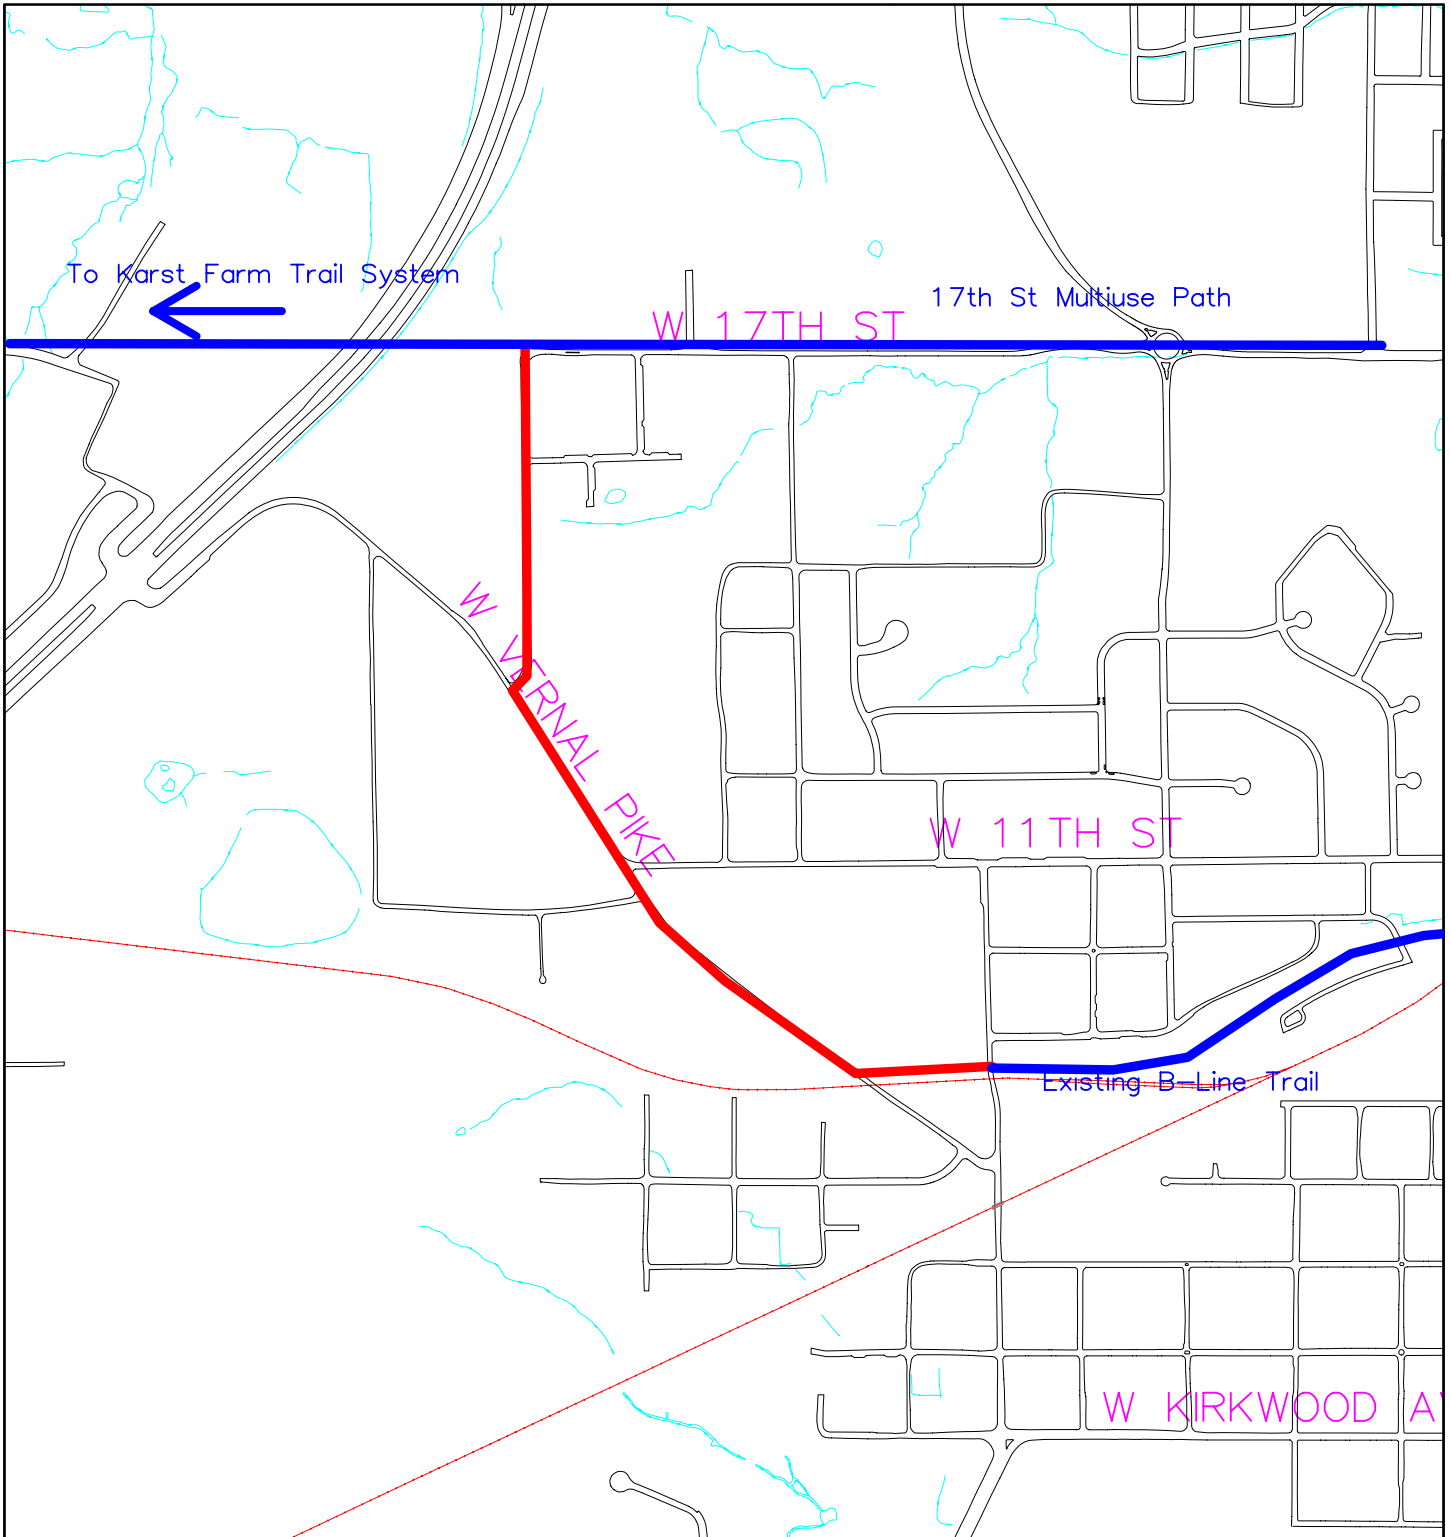 To Karst Farm Trail System
17th St Multiuse Path
W 17TH ST
W VERNAL PIKE
W 11TH ST
Existing B-Line Trail
W KIRKWOOD AV